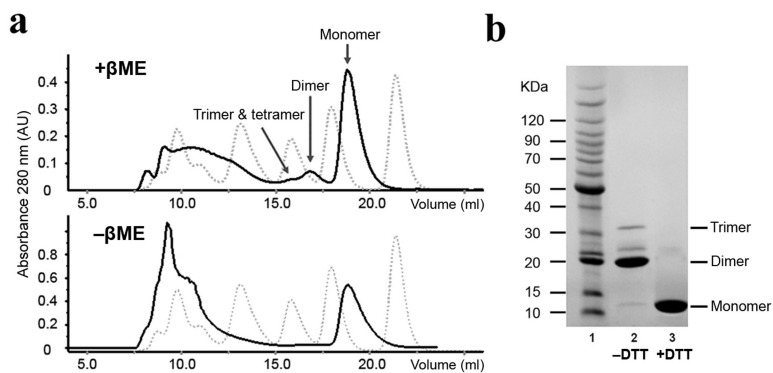 a
+βME
Monomer
Dimer
Trimer & tetramer
Absorbance 280 nm (AU)
0.4
0.3
0.2
0.1
0
5.0
10.0
15.0
20.0
Volume (ml)
–βME
1.0
0.8
0.6
0.4
0.2
0
5.0
10.0
15.0
20.0
Volume (ml)
b
KDa
120
90
70
50
40
30
20
15
10
Trimer
Dimer
Monomer
1 2 3
–DTT +DTT